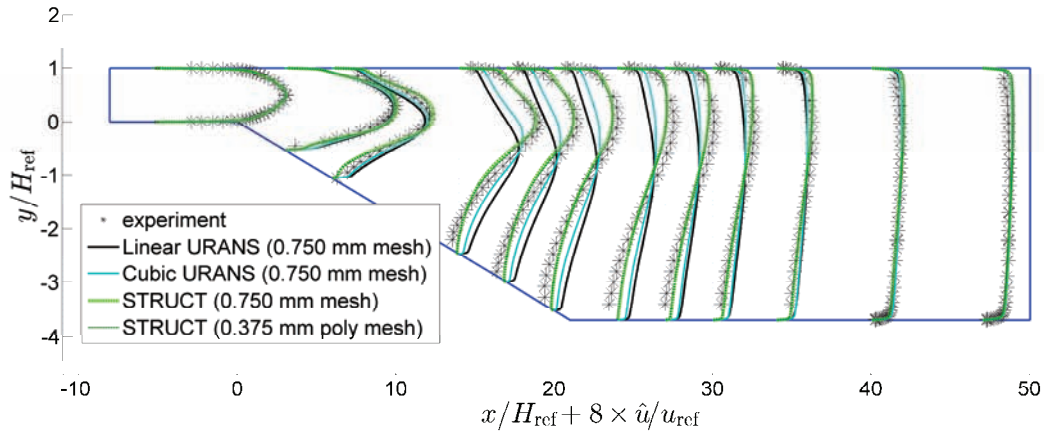 2
1
0
-1
-2
-3
-4
y/H_ref
* experiment
Linear URANS (0.750 mm mesh)
Cubic URANS (0.750 mm mesh)
STRUCT (0.750 mm mesh)
STRUCT (0.375 mm poly mesh)
-10 0 10 20 30 40 50
x/H_ref + 8 × û/u_ref